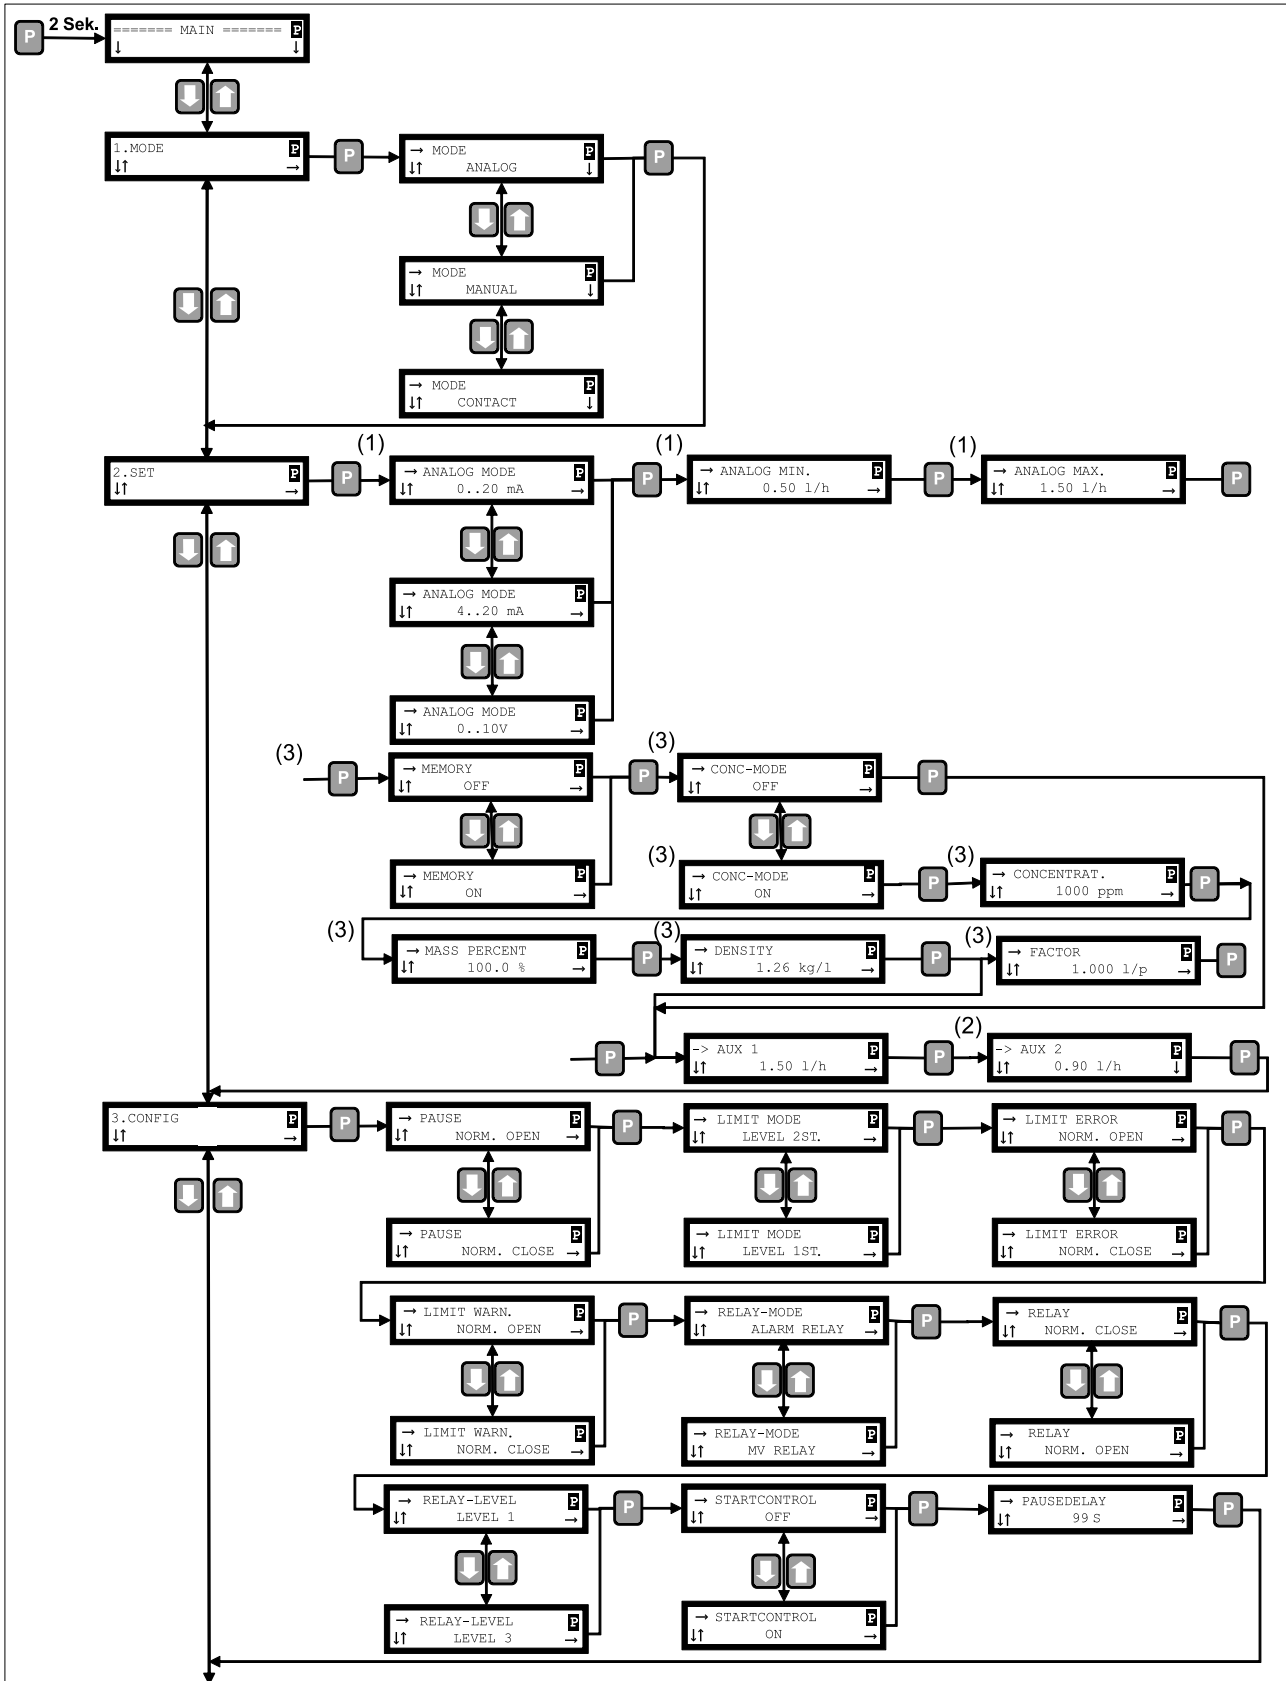 P 2 Sek. ======= MAIN ======= P
↓ ↓
1.MODE P
↓↑ →
P
→ MODE P
↓↑ ANALOG ↓
P
→ MODE P
↓↑ MANUAL ↓
→ MODE P
↓↑ CONTACT ↓
2.SET P
↓↑ →
P
(1)
→ ANALOG MODE P
↓↑ 0..20 mA →
P
(1)
→ ANALOG MIN. P
↓↑ 0.50 l/h →
P
(1)
→ ANALOG MAX. P
↓↑ 1.50 l/h →
P
→ ANALOG MODE P
↓↑ 4..20 mA →
→ ANALOG MODE P
↓↑ 0..10V →
(3)
P
→ MEMORY P
↓↑ OFF →
P
(3)
→ CONC-MODE P
↓↑ OFF →
P
→ MEMORY P
↓↑ ON →
(3)
→ CONC-MODE P
↓↑ ON →
P
(3)
→ CONCENTRAT. P
↓↑ 1000 ppm →
P
(3)
→ MASS PERCENT P
↓↑ 100.0 % →
P
(3)
→ DENSITY P
↓↑ 1.26 kg/l →
P
(3)
→ FACTOR P
↓↑ 1.000 l/p →
P
P
-> AUX 1 P
↓↑ 1.50 l/h →
P
(2)
-> AUX 2 P
↓↑ 0.90 l/h ↓
P
3.CONFIG P
↓↑ →
P
→ PAUSE P
↓↑ NORM. OPEN →
P
→ LIMIT MODE P
↓↑ LEVEL 2ST. →
P
→ LIMIT ERROR P
↓↑ NORM. OPEN →
P
→ PAUSE P
↓↑ NORM. CLOSE →
→ LIMIT MODE P
↓↑ LEVEL 1ST. →
→ LIMIT ERROR P
↓↑ NORM. CLOSE →
→ LIMIT WARN. P
↓↑ NORM. OPEN →
P
→ RELAY-MODE P
↓↑ ALARM RELAY →
P
→ RELAY P
↓↑ NORM. CLOSE →
P
→ LIMIT WARN. P
↓↑ NORM. CLOSE →
→ RELAY-MODE P
↓↑ MV RELAY →
→ RELAY P
↓↑ NORM. OPEN →
→ RELAY-LEVEL P
↓↑ LEVEL 1 →
P
→ STARTCONTROL P
↓↑ OFF →
P
→ PAUSEDELAY P
↓↑ 99 S →
P
→ RELAY-LEVEL P
↓↑ LEVEL 3 →
→ STARTCONTROL P
↓↑ ON →